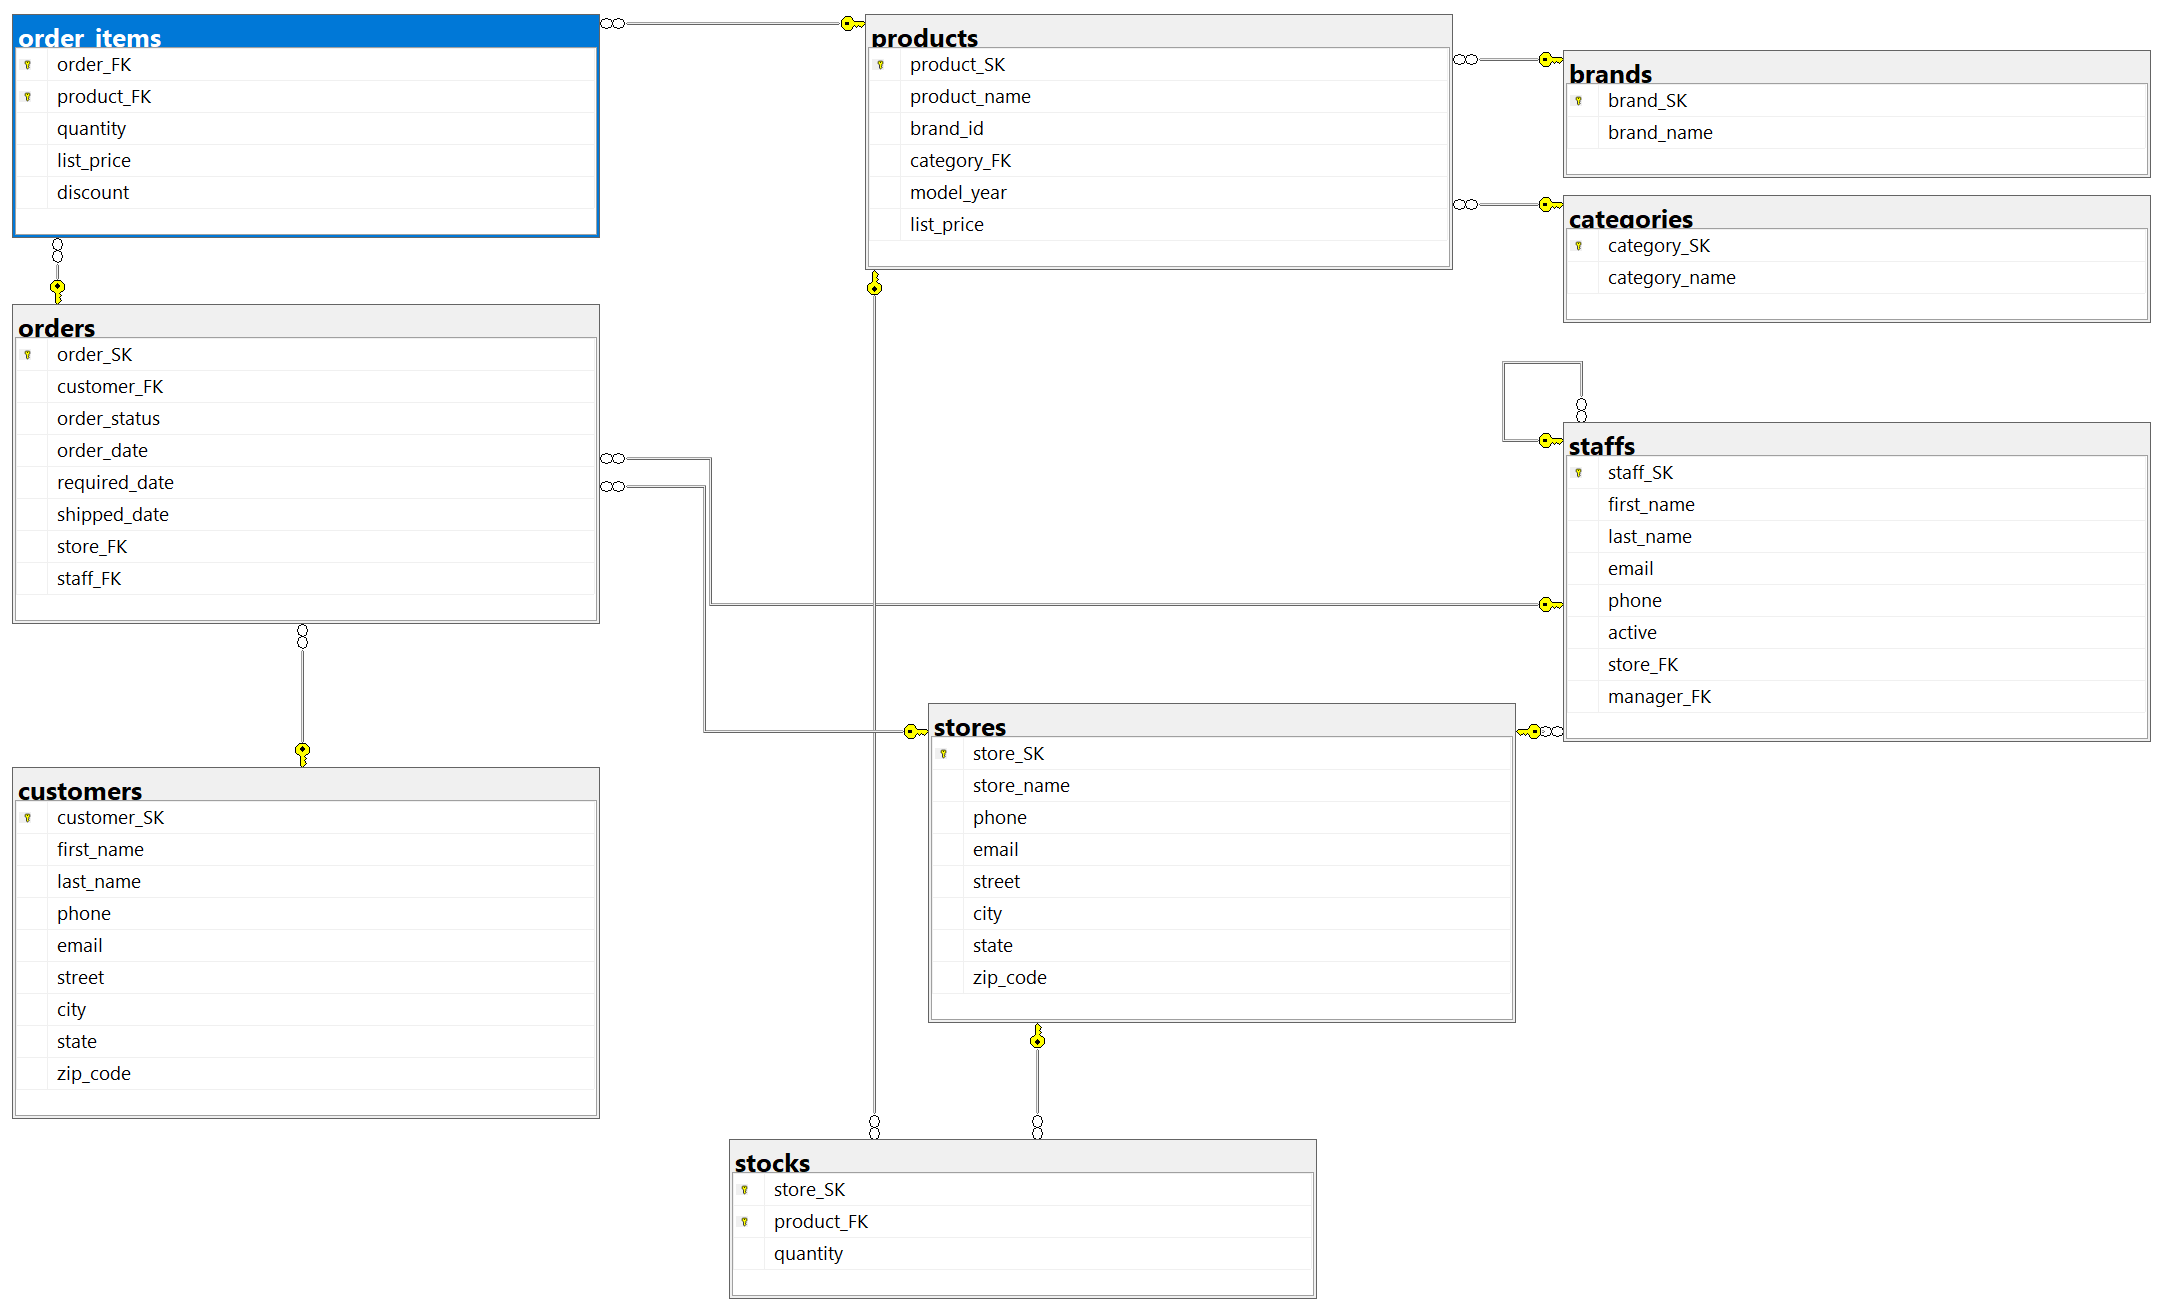 order_items
order_FK
product_FK
quantity
list_price
discount
products
product_SK
product_name
brand_id
category_FK
model_year
list_price
brands
brand_SK
brand_name
categories
category_SK
category_name
orders
order_SK
customer_FK
order_status
order_date
required_date
shipped_date
store_FK
staff_FK
staffs
staff_SK
first_name
last_name
email
phone
active
store_FK
manager_FK
customers
customer_SK
first_name
last_name
phone
email
street
city
state
zip_code
stores
store_SK
store_name
phone
email
street
city
state
zip_code
stocks
store_SK
product_FK
quantity